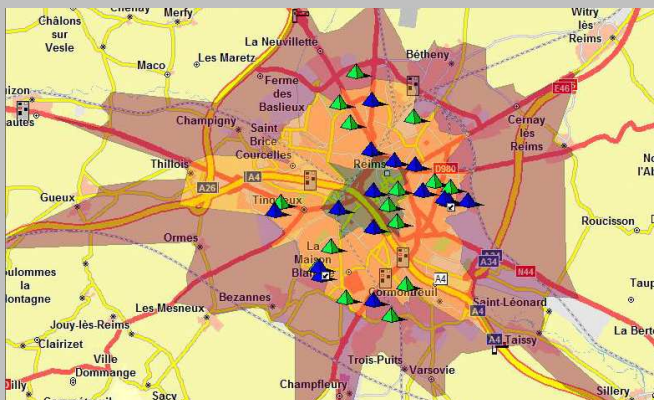 Chenay
Merfy
Châlons
sur
Vesle
Maco
Les Maretz
La Neuvillette
Bétheny
Witry
lès
Reims
Ferme
des
Basilieux
E46
Champigny
Saint
Brice
Courcelles
Cernay
lès
Reims
Thillois
A26
A4
Reims
D980
Gueux
Tinqueux
Roucisson
Ormes
La
Maison
A34
N44
A4
Bezannes
Cormontreuil
Saint-Léonard
Les Mesneux
A4
Jouy-lès-Reims
Clairizet
A4
Taissy
Ville
Dommange
Trois-Puits
Varsovie
Champfleury
Sillery
Sacy